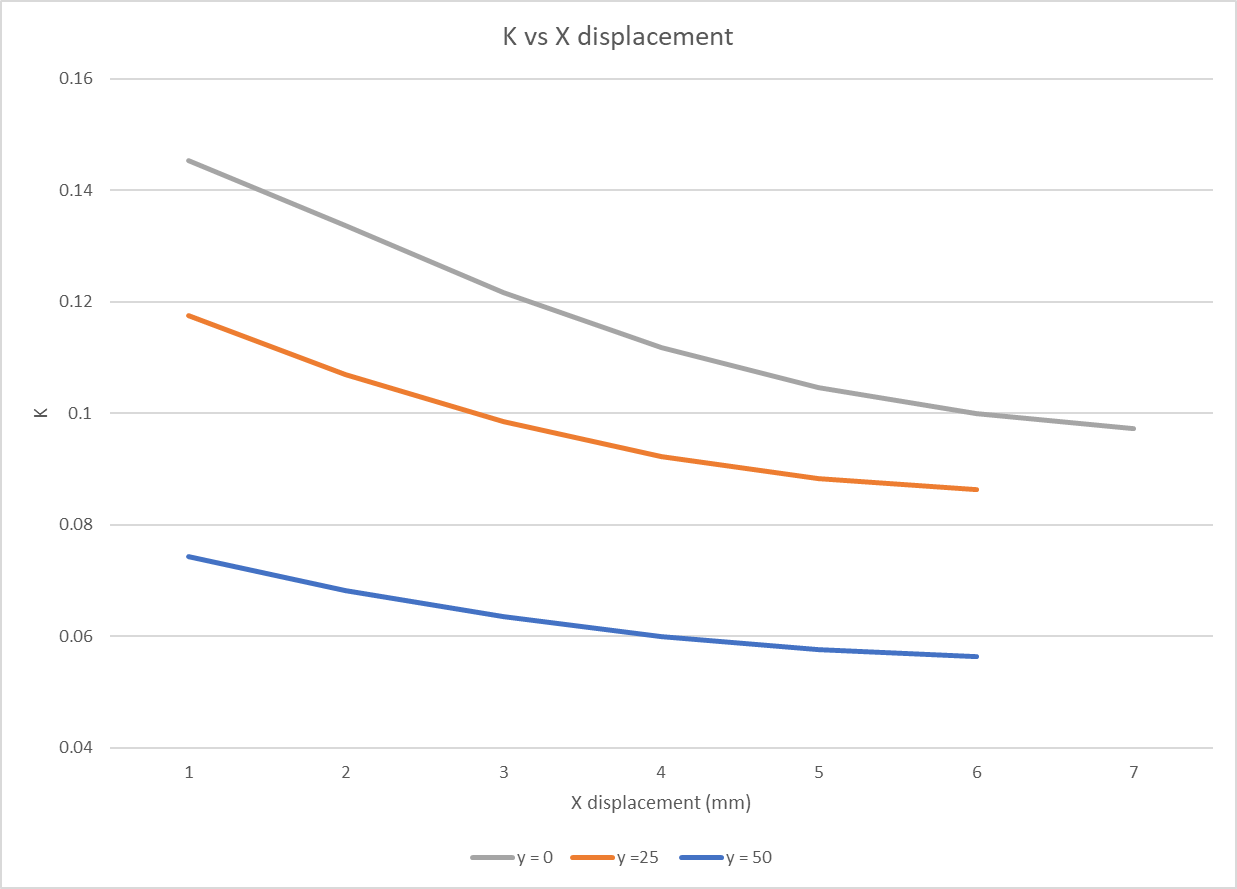 K vs X displacement
0.16
0.14
0.12
0.1
0.08
0.06
0.04
K
1 2 3 4 5 6 7
X displacement (mm)
y = 0 y =25 y = 50